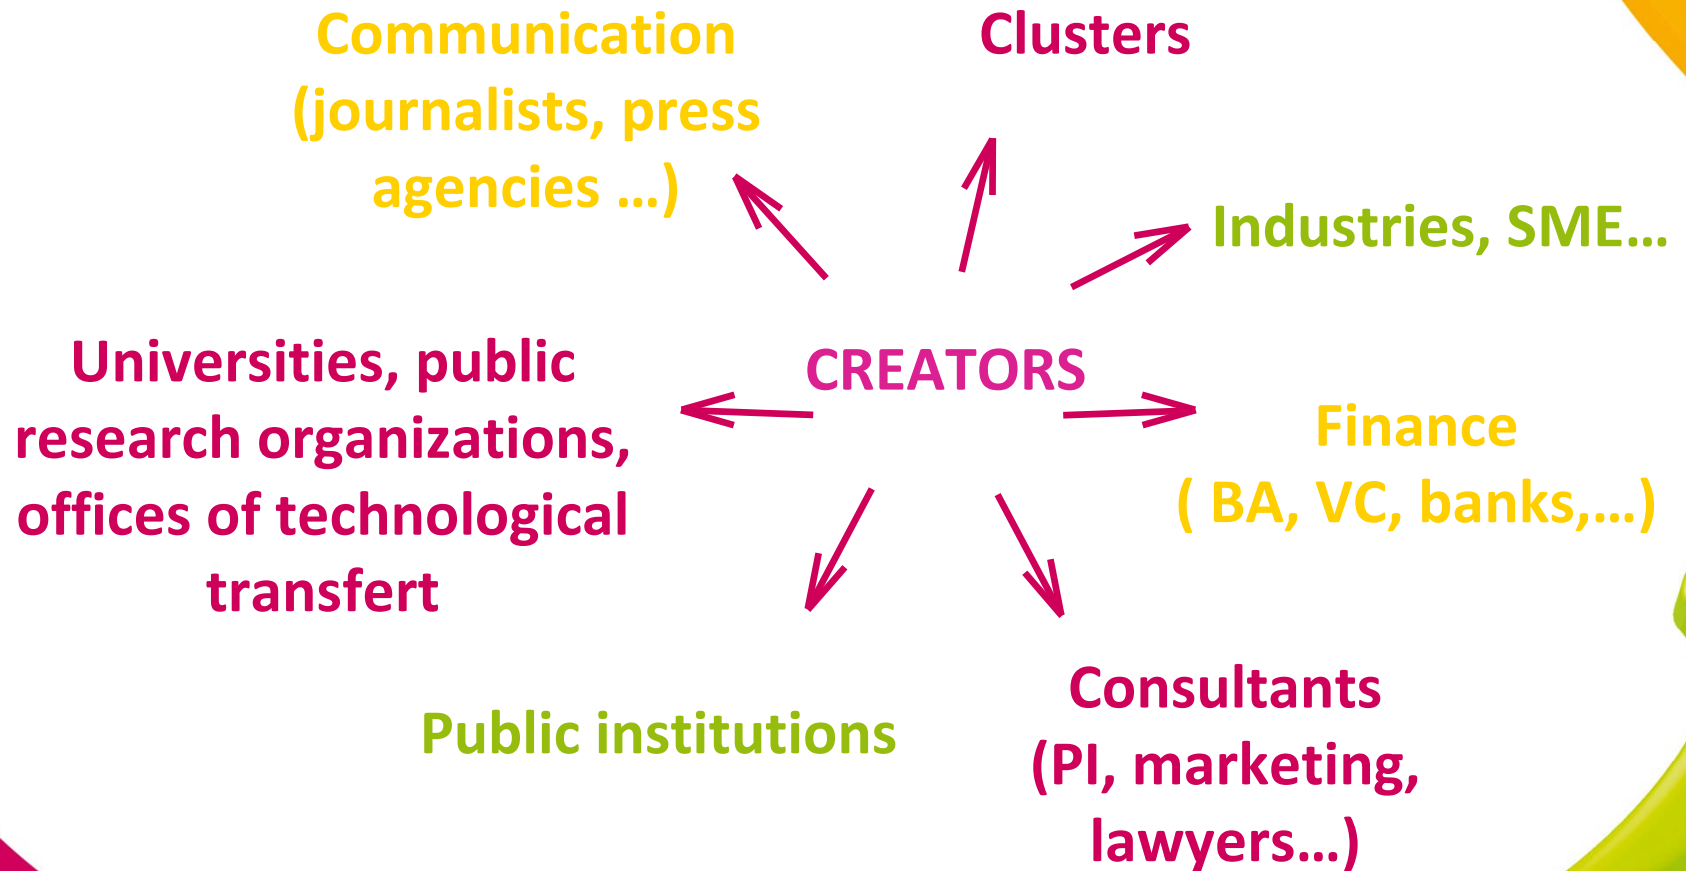 Communication
(journalists, press
agencies …)
Clusters
Industries, SME…
Universities, public
research organizations,
offices of technological
transfert
CREATORS
Finance
( BA, VC, banks,…)
Public institutions
Consultants
(PI, marketing,
lawyers…)